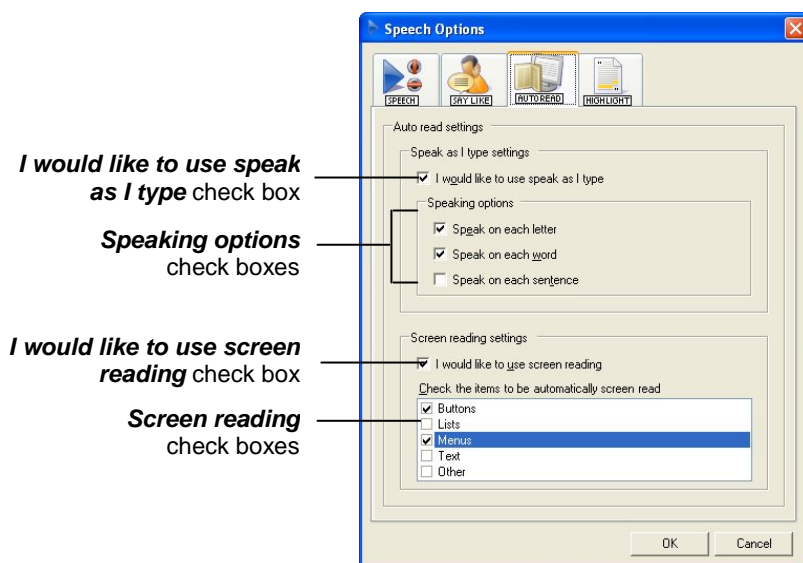 Speech Options
SPEECH
SAY LIKE
AUTO READ
HIGHLIGHT
Auto read settings
Speak as I type settings
I would like to use speak as I type
I would like to use speak
as I type check box
Speaking options
Speaking options
check boxes
Speak on each letter
Speak on each word
Speak on each sentence
Screen reading settings
I would like to use screen
reading check box
I would like to use screen reading
Check the items to be automatically screen read
Screen reading
check boxes
Buttons
Lists
Menus
Text
Other
OK
Cancel